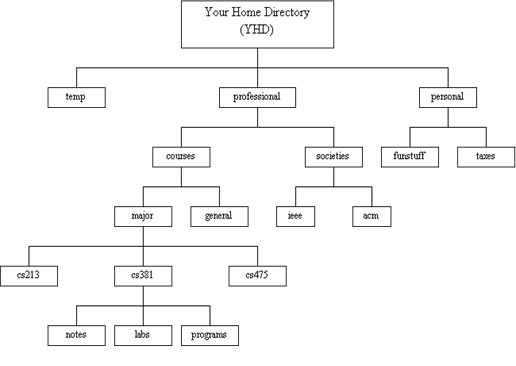 Your Home Directory
(YHD)
temp
professional
personal
courses
societies
funstuff
taxes
major
general
ieee
acm
cs213
cs381
cs475
notes
labs
programs